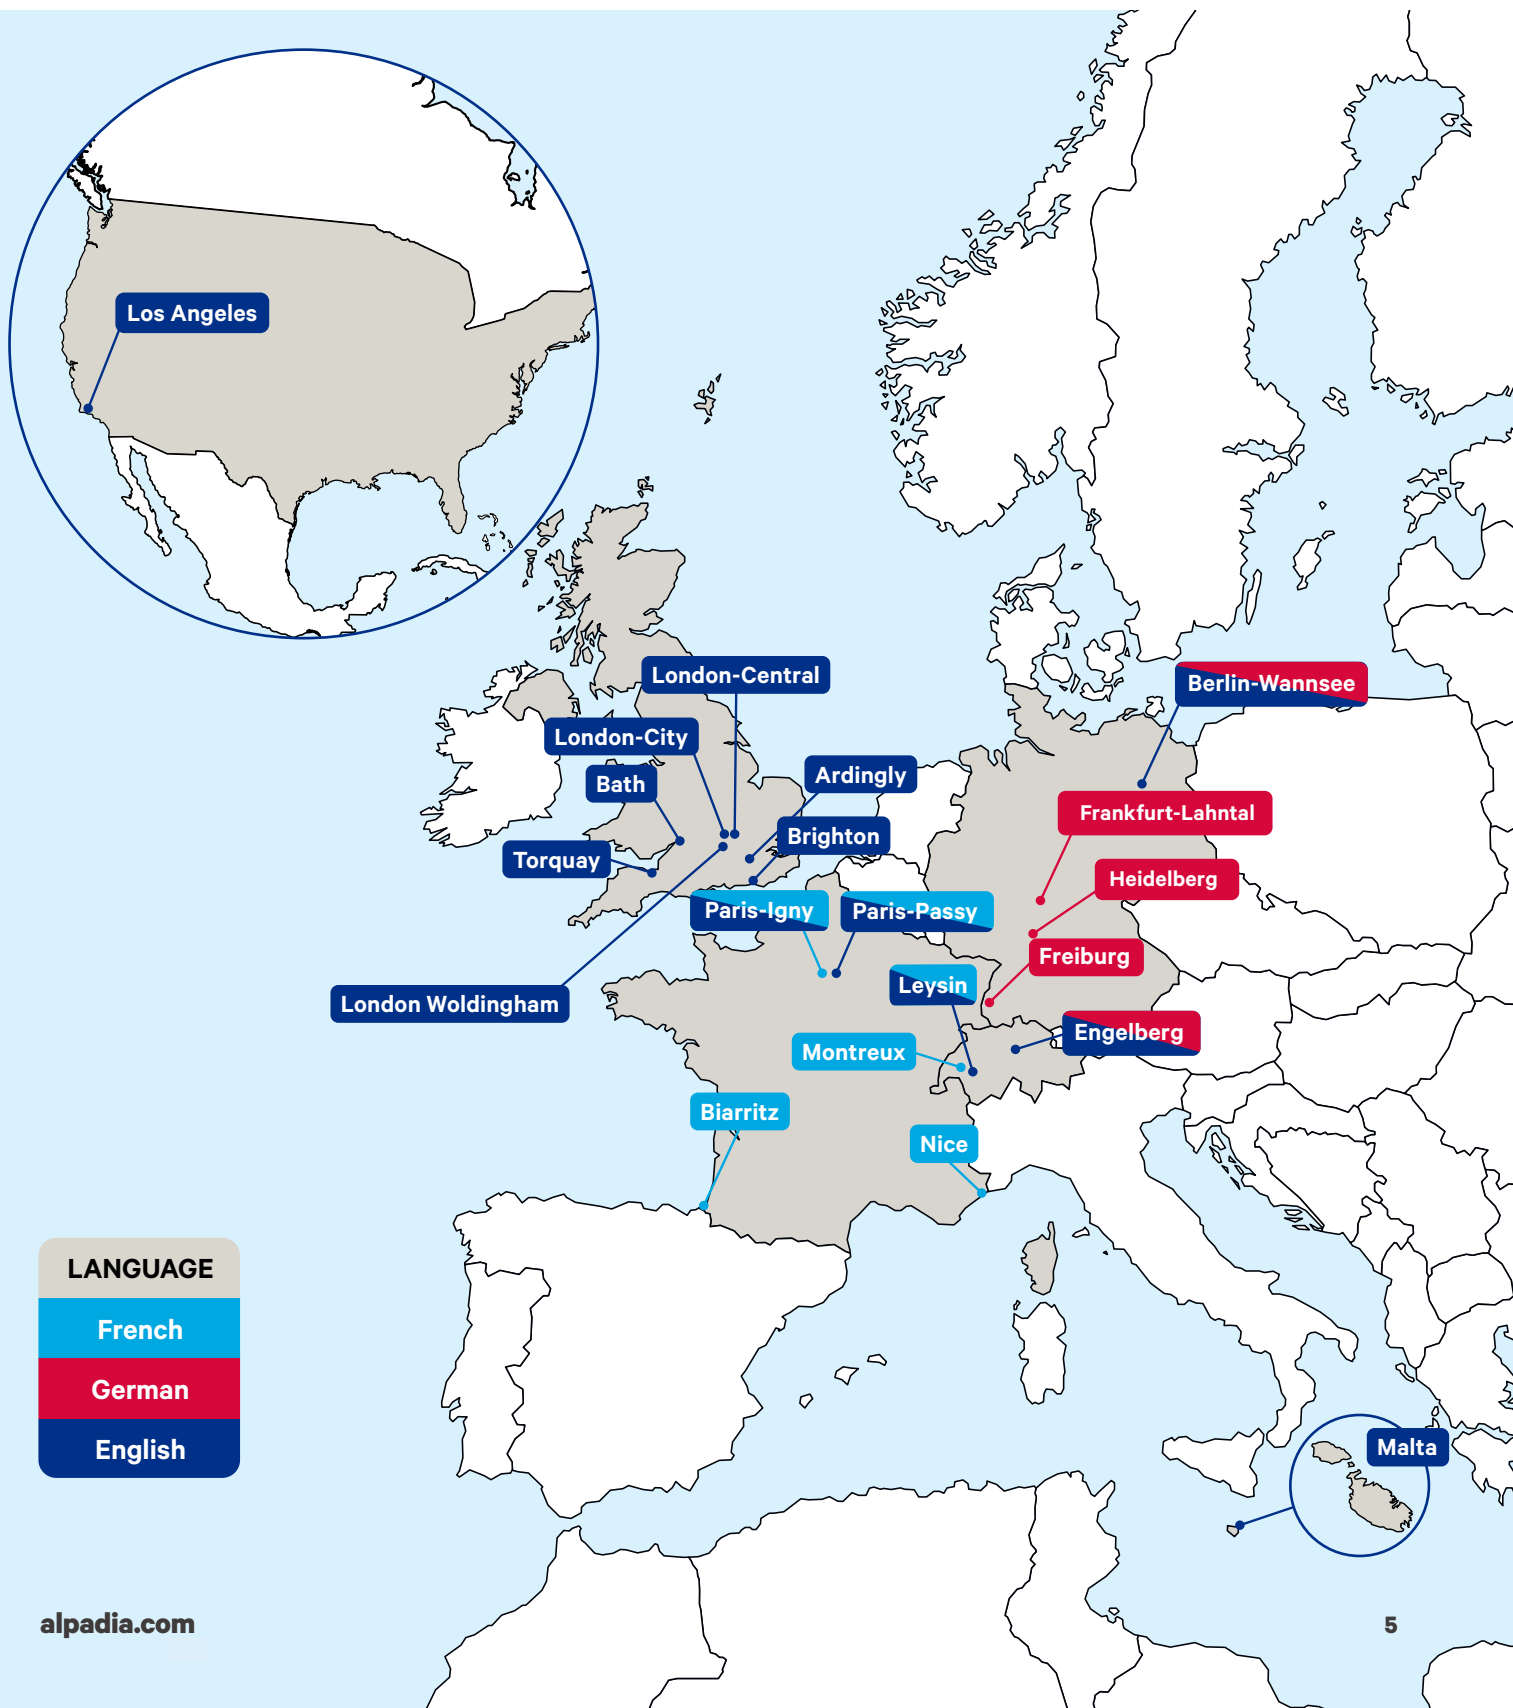 Los Angeles
London-Central
Berlin-Wannsee
London-City
Ardingly
Bath
Frankfurt-Lahntal
Brighton
Torquay
Heidelberg
Paris-Igny
Paris-Passy
Freiburg
Leysin
London Woldingham
Engelberg
Montreux
Biarritz
Nice
LANGUAGE
French
German
English
Malta
alpadia.com
5